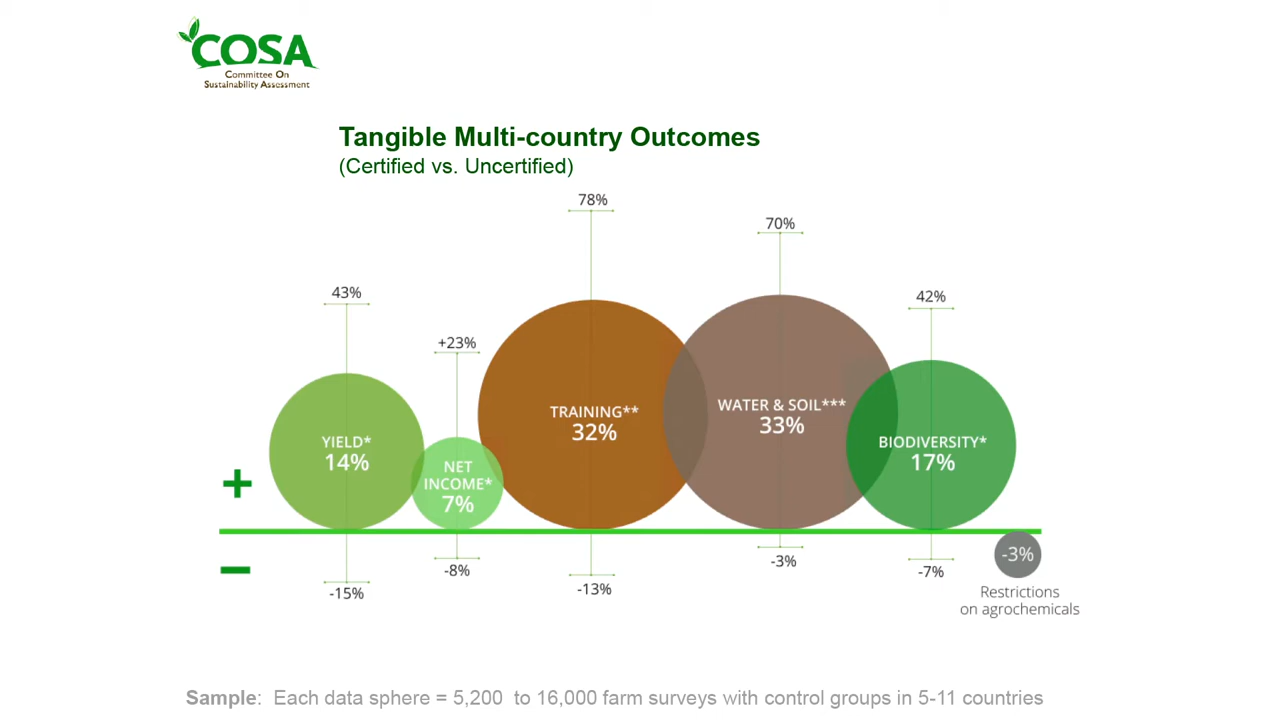 COSA
Committee On
Sustainability Assessment
Tangible Multi-country Outcomes
(Certified vs. Uncertified)
78%
70%
43%
42%
+23%
TRAINING**
32%
WATER & SOIL***
33%
YIELD*
14%
BIODIVERSITY*
17%
NET
INCOME*
7%
+
−
-3%
-3%
-8%
-7%
-13%
-15%
Restrictions
on agrochemicals
Sample: Each data sphere = 5,200 to 16,000 farm surveys with control groups in 5-11 countries